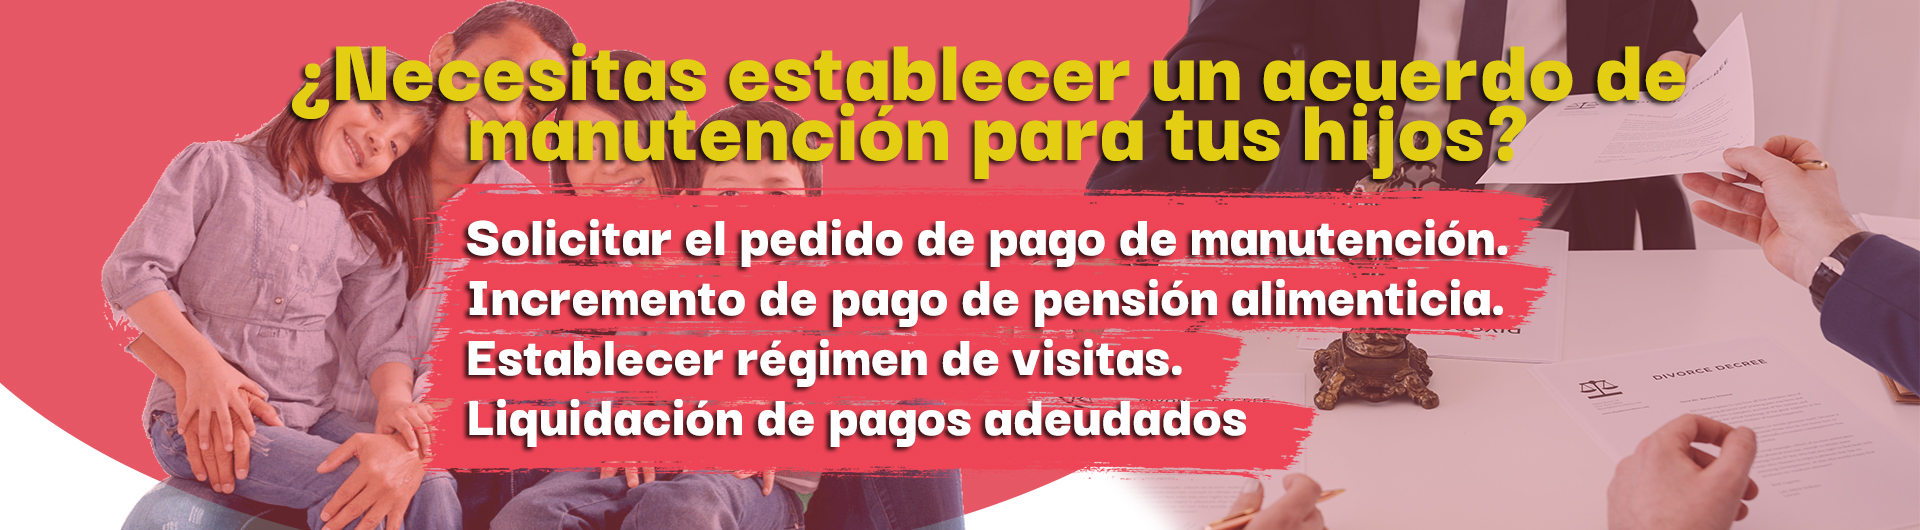 ¿Necesitas establecer un acuerdo de
manutención para tus hijos?
Solicitar el pedido de pago de manutención.
Incremento de pago de pensión alimenticia.
Establecer régimen de visitas.
Liquidación de pagos adeudados
DIVORCE DECREE